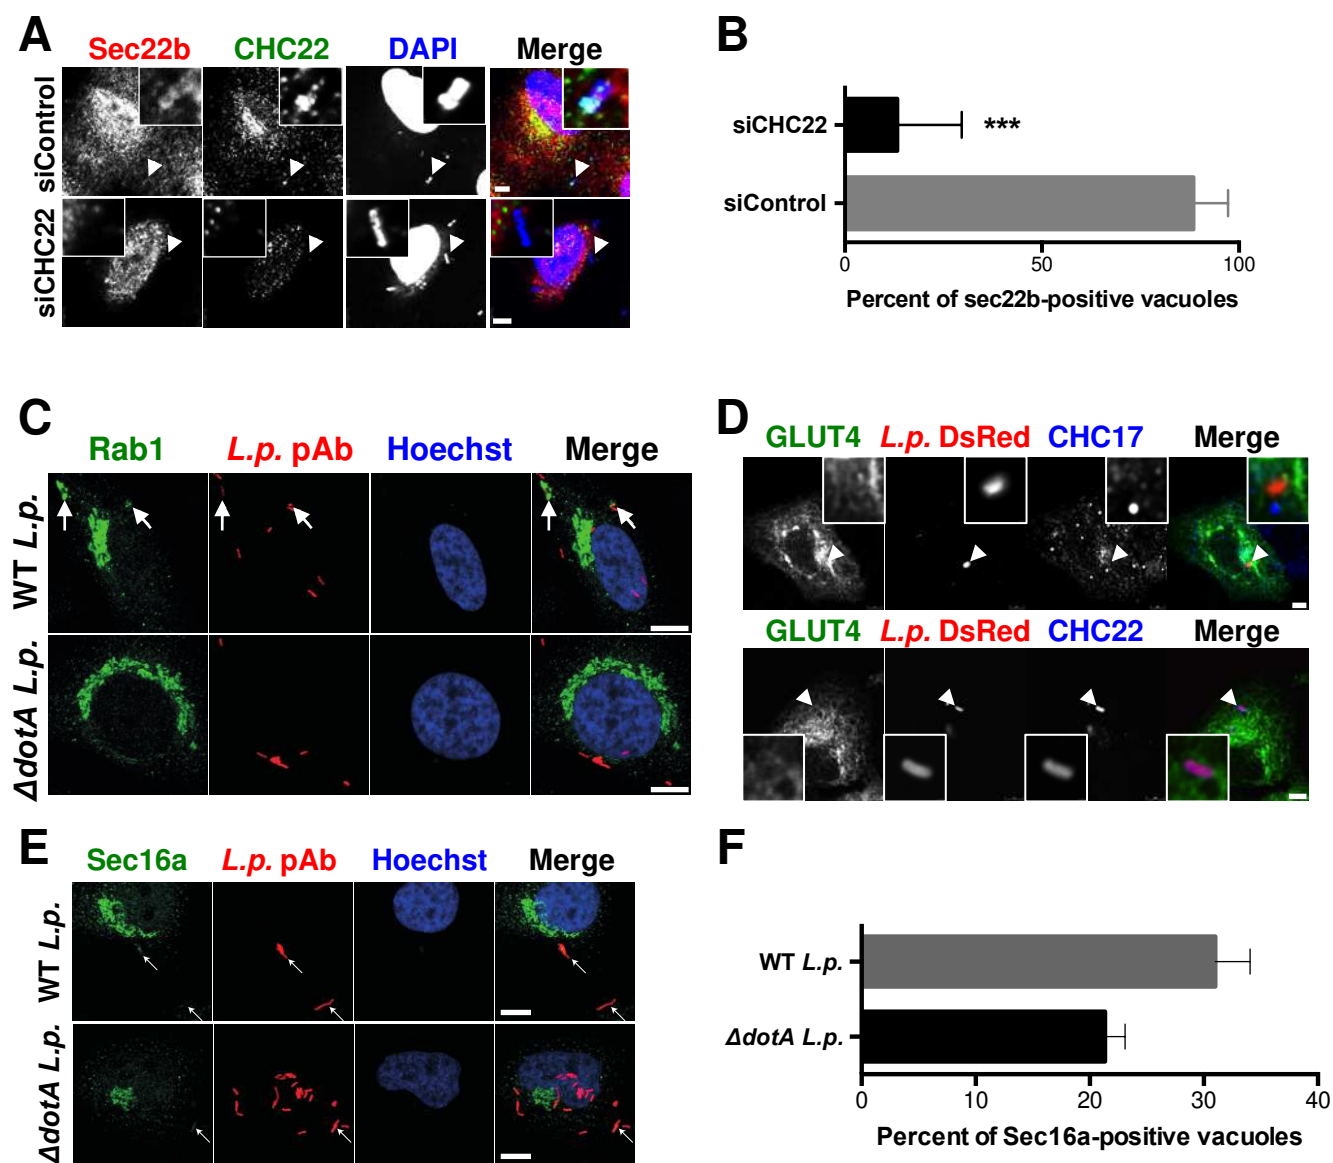 A
Sec22b CHC22 DAPI Merge
siControl
siCHC22
B
siCHC22 ***
siControl
0 50 100
Percent of sec22b-positive vacuoles
C
Rab1 L.p. pAb Hoechst Merge
WT L.p.
ΔdotA L.p.
D
GLUT4 L.p. DsRed CHC17 Merge
GLUT4 L.p. DsRed CHC22 Merge
E
Sec16a L.p. pAb Hoechst Merge
WT L.p.
ΔdotA L.p.
F
WT L.p.
ΔdotA L.p.
0 10 20 30 40
Percent of Sec16a-positive vacuoles